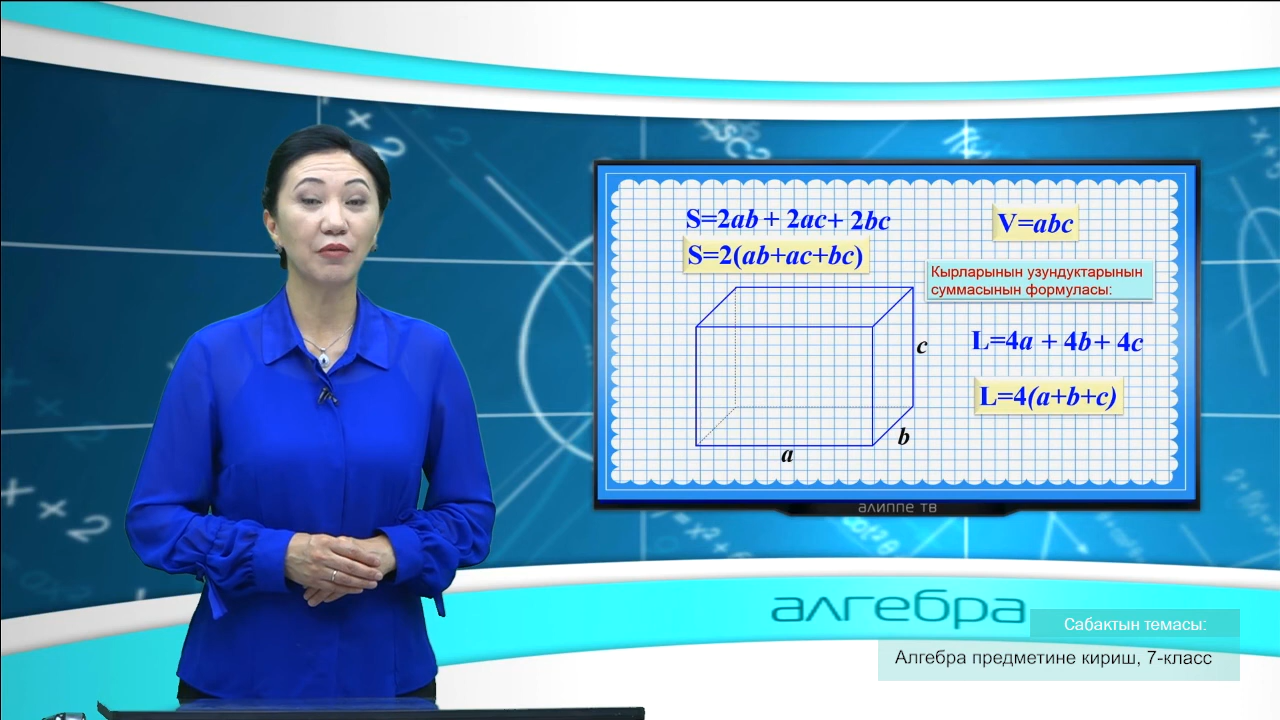 S=2ab + 2ac+ 2bc
S=2(ab+ac+bc)
V=abc
Кырларынын узундуктарынын
суммасынын формуласы:
L=4a + 4b+ 4c
L=4(a+b+c)
c
b
a
алиппе тв
алгебра
Сабактын темасы:
Алгебра предметине кириш, 7-класс
x + 2